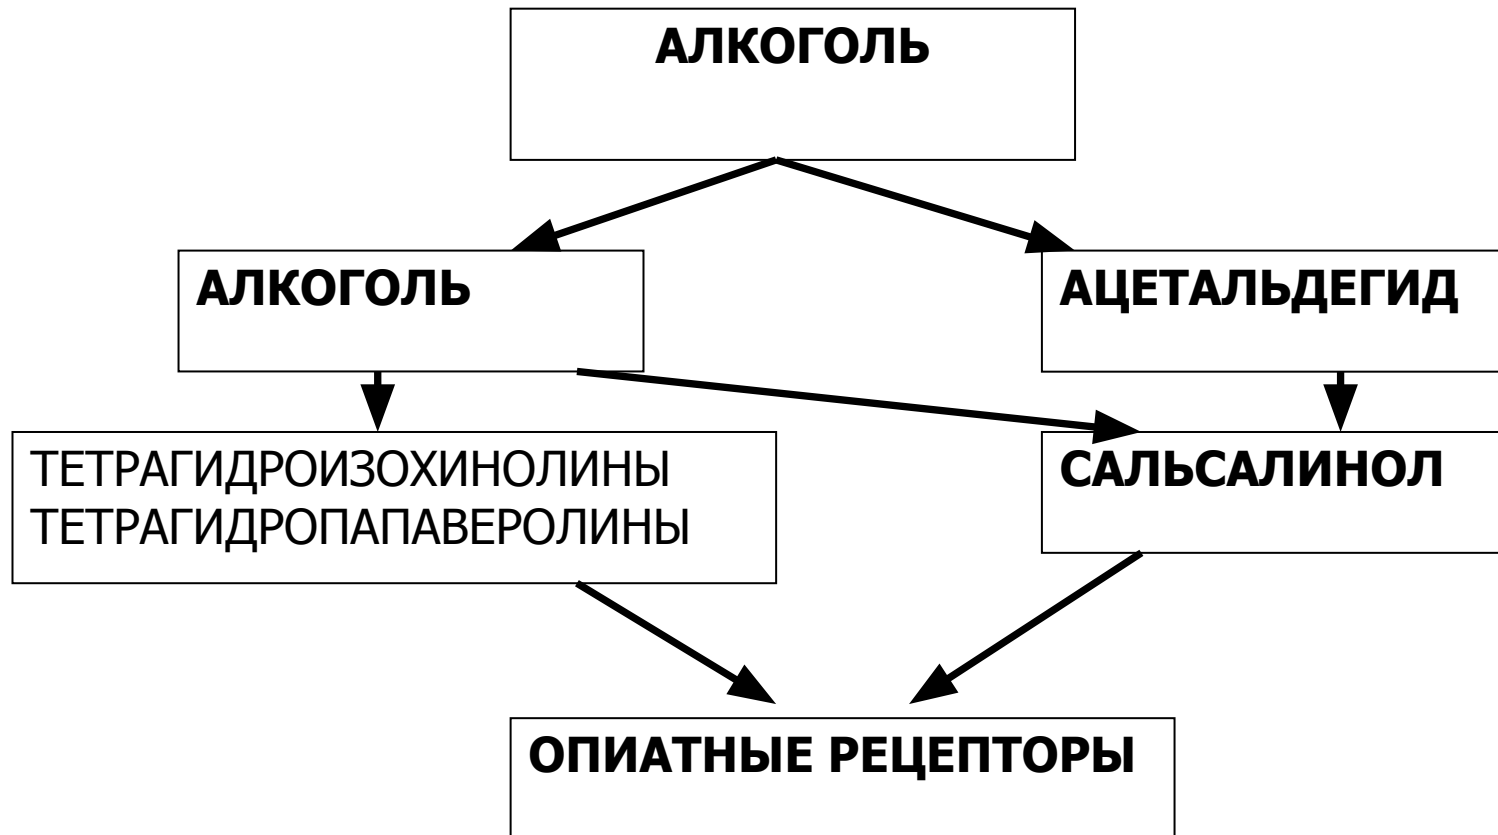 АЛКОГОЛЬ
АЛКОГОЛЬ
АЦЕТАЛЬДЕГИД
ТЕТРАГИДРОИЗОХИНОЛИНЫ
ТЕТРАГИДРОПАПАВЕРОЛИНЫ
САЛЬСАЛИНОЛ
ОПИАТНЫЕ РЕЦЕПТОРЫ